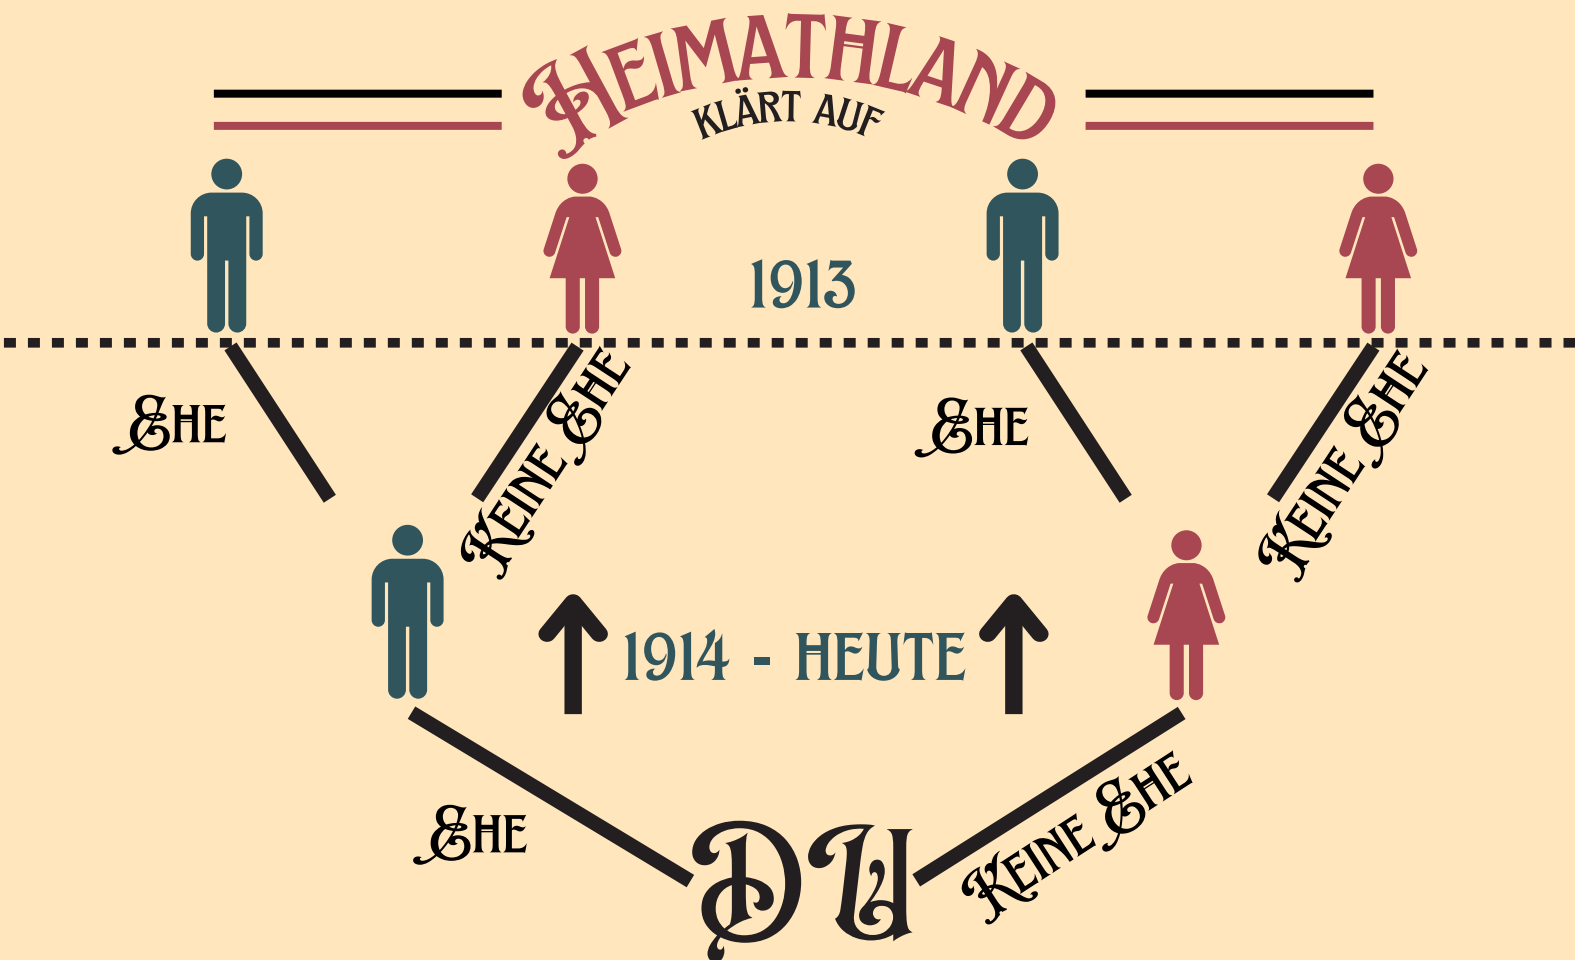 HEIMATHLAND
KLÄRT AUF
1913
EHE
KEINE EHE
EHE
KEINE EHE
1914 - HEUTE
EHE
DU
KEINE EHE